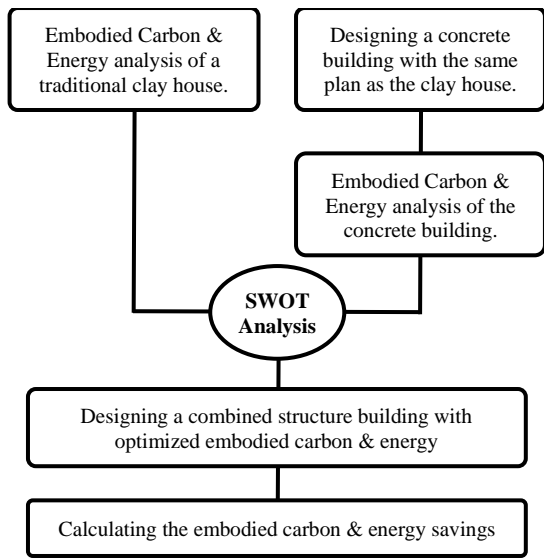 Embodied Carbon &
Energy analysis of a
traditional clay house.
Designing a concrete
building with the same
plan as the clay house.
Embodied Carbon &
Energy analysis of the
concrete building.
SWOT
Analysis
Designing a combined structure building with
optimized embodied carbon & energy
Calculating the embodied carbon & energy savings